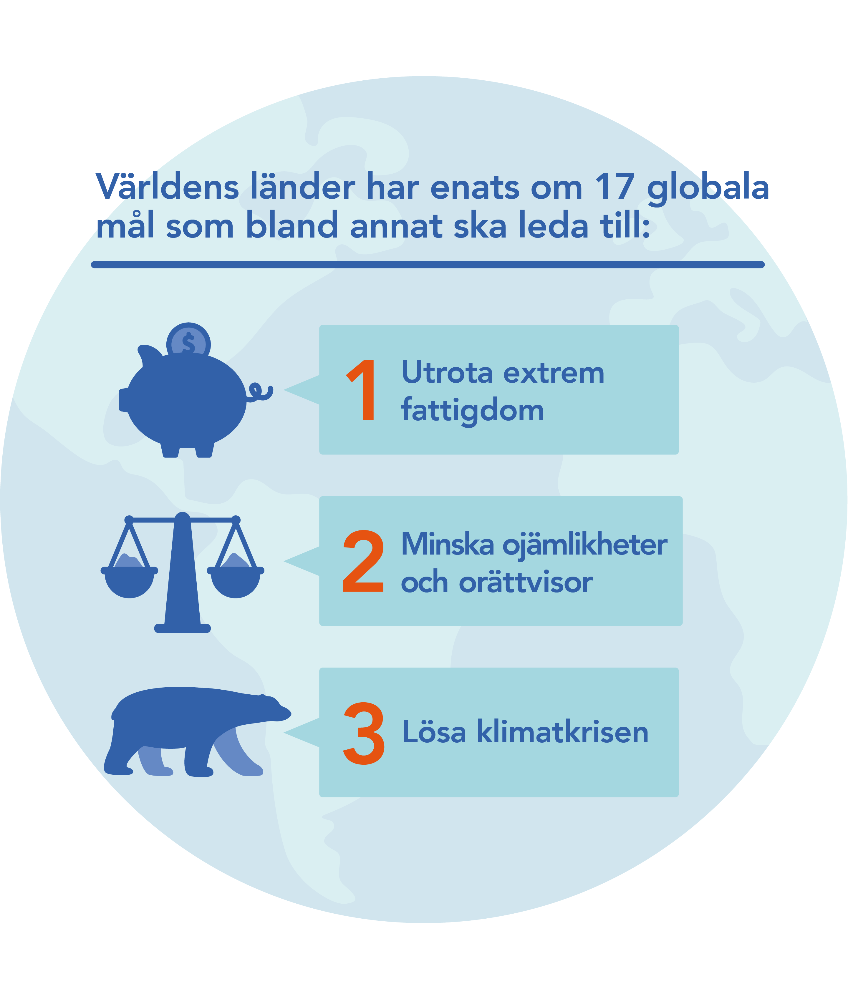 Världens länder har enats om 17 globala
mål som bland annat ska leda till:
$
1 Utrota extrem
fattigdom
2 Minska ojämlikheter
och orättvisor
3 Lösa klimatkrisen